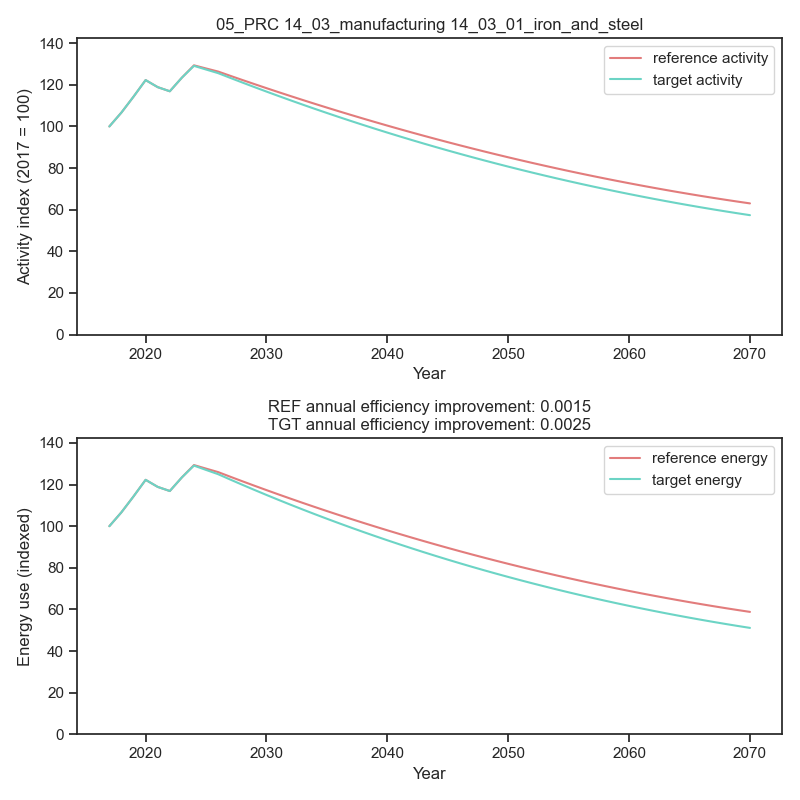 05_PRC 14_03_manufacturing 14_03_01_iron_and_steel
140
120
100
80
60
40
20
0
Activity index (2017 = 100)
reference activity
target activity
2020 2030 2040 2050 2060 2070
Year
REF annual efficiency improvement: 0.0015
TGT annual efficiency improvement: 0.0025
140
120
100
80
60
40
20
0
Energy use (indexed)
reference energy
target energy
2020 2030 2040 2050 2060 2070
Year